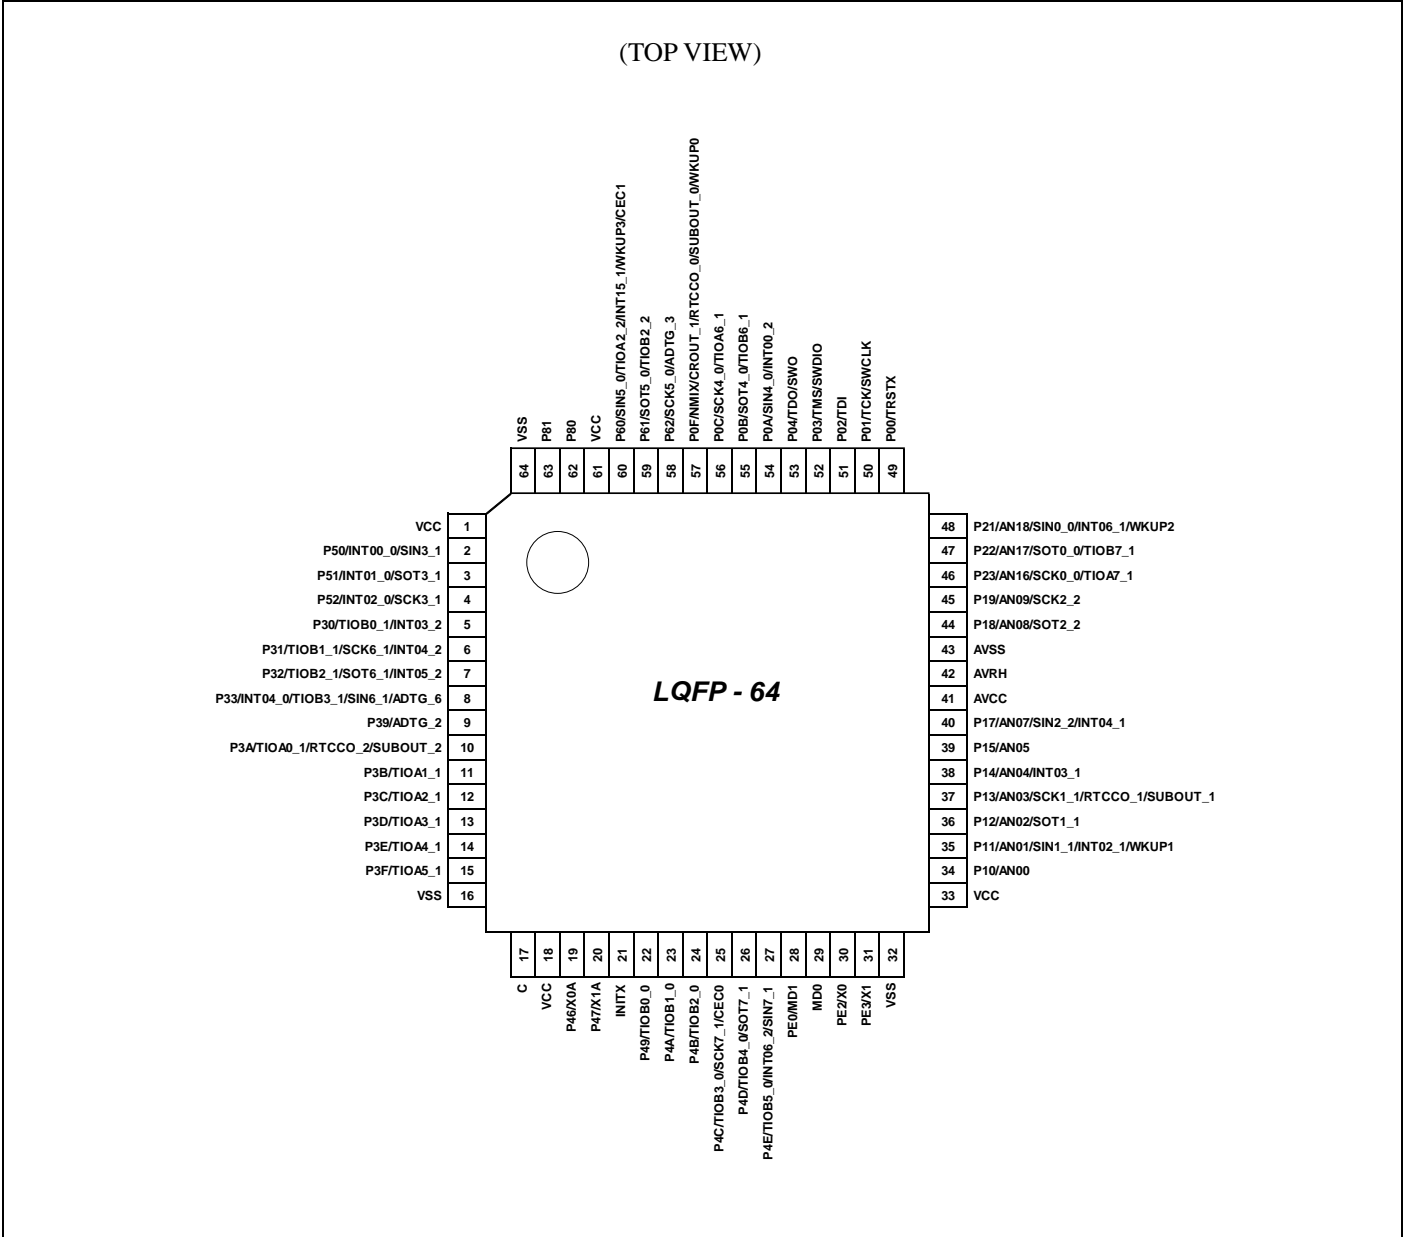 (TOP VIEW)
VSS
P81
P80
VCC
P60/SIN5_0/TIOA2_2/INT15_1/WKUP3/CEC1
P61/SOT5_0/TIOB2_2
P62/SCK5_0/ADTG_3
P0F/NMIX/CROUT_1/RTCCO_0/SUBOUT_0/WKUP0
P0C/SCK4_0/TIOA6_1
P0B/SOT4_0/TIOB6_1
P0A/SIN4_0/INT00_2
P04/TDO/SWO
P03/TMS/SWDIO
P02/TDI
P01/TCK/SWCLK
P00/TRSTX
64 63 62 61 60 59 58 57 56 55 54 53 52 51 50 49
VCC 1
P50/INT00_0/SIN3_1 2
P51/INT01_0/SOT3_1 3
P52/INT02_0/SCK3_1 4
P30/TIOB0_1/INT03_2 5
P31/TIOB1_1/SCK6_1/INT04_2 6
P32/TIOB2_1/SOT6_1/INT05_2 7
P33/INT04_0/TIOB3_1/SIN6_1/ADTG_6 8
P39/ADTG_2 9
P3A/TIOA0_1/RTCCO_2/SUBOUT_2 10
P3B/TIOA1_1 11
P3C/TIOA2_1 12
P3D/TIOA3_1 13
P3E/TIOA4_1 14
P3F/TIOA5_1 15
VSS 16
LQFP - 64
48 P21/AN18/SIN0_0/INT06_1/WKUP2
47 P22/AN17/SOT0_0/TIOB7_1
46 P23/AN16/SCK0_0/TIOA7_1
45 P19/AN09/SCK2_2
44 P18/AN08/SOT2_2
43 AVSS
42 AVRH
41 AVCC
40 P17/AN07/SIN2_2/INT04_1
39 P15/AN05
38 P14/AN04/INT03_1
37 P13/AN03/SCK1_1/RTCCO_1/SUBOUT_1
36 P12/AN02/SOT1_1
35 P11/AN01/SIN1_1/INT02_1/WKUP1
34 P10/AN00
33 VCC
17 18 19 20 21 22 23 24 25 26 27 28 29 30 31 32
C
VCC
P46/X0A
P47/X1A
INITX
P49/TIOB0_0
P4A/TIOB1_0
P4B/TIOB2_0
P4C/TIOB3_0/SCK7_1/CEC0
P4D/TIOB4_0/SOT7_1
P4E/TIOB5_0/INT06_2/SIN7_1
PE0/MD1
MD0
PE2/X0
PE3/X1
VSS